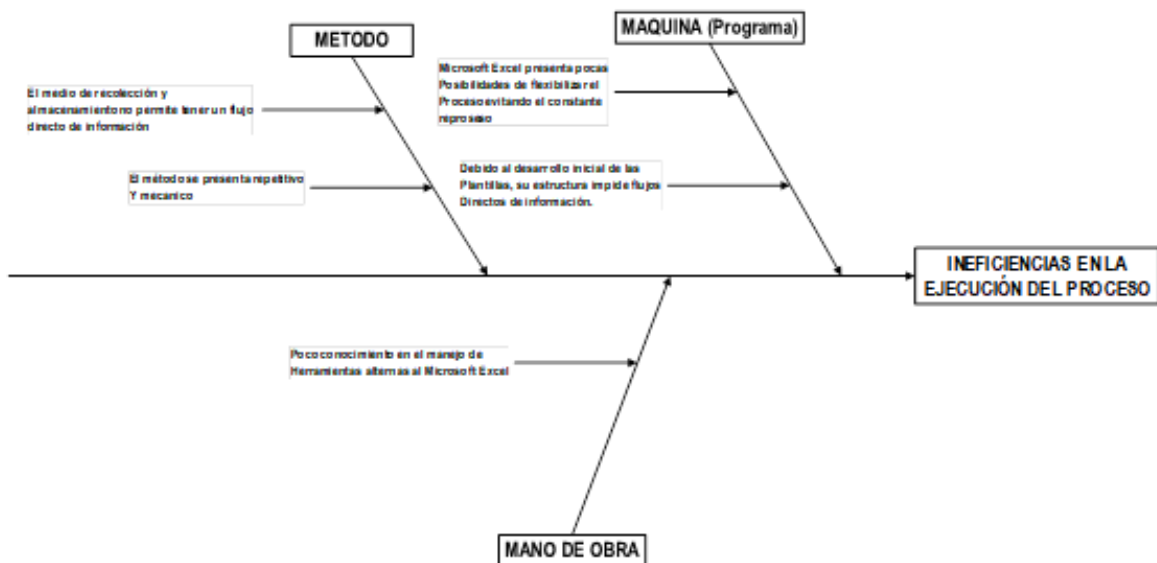 METODO
MAQUINA (Programa)
El medio de recolección y
almacenamiento no permite tener un flujo
directo de información
Microsoft Excel presenta pocas
Posibilidades de flexibilizar el
Proceso evitando el constante
reproseso
El método se presenta repetitivo
Y mecanico
Debido al desarrollo inicial de las
Plantillas, su estructura impide flujos
Directos de información.
INEFICIENCIAS EN LA
EJECUCIÓN DEL PROCESO
Poco conocimiento en el manejo de
Herramientas alternas al Microsoft Excel
MANO DE OBRA